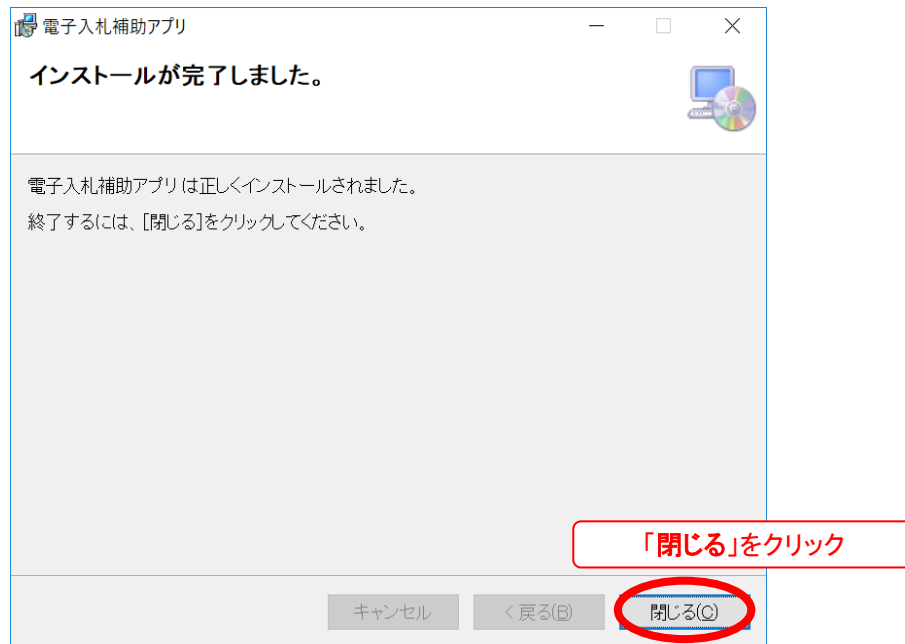 電子入札補助アプリ
インストールが完了しました。
電子入札補助アプリ は正しくインストールされました。
終了するには、[閉じる]をクリックしてください。
「閉じる」をクリック
キャンセル
< 戻る(B)
閉じる(C)